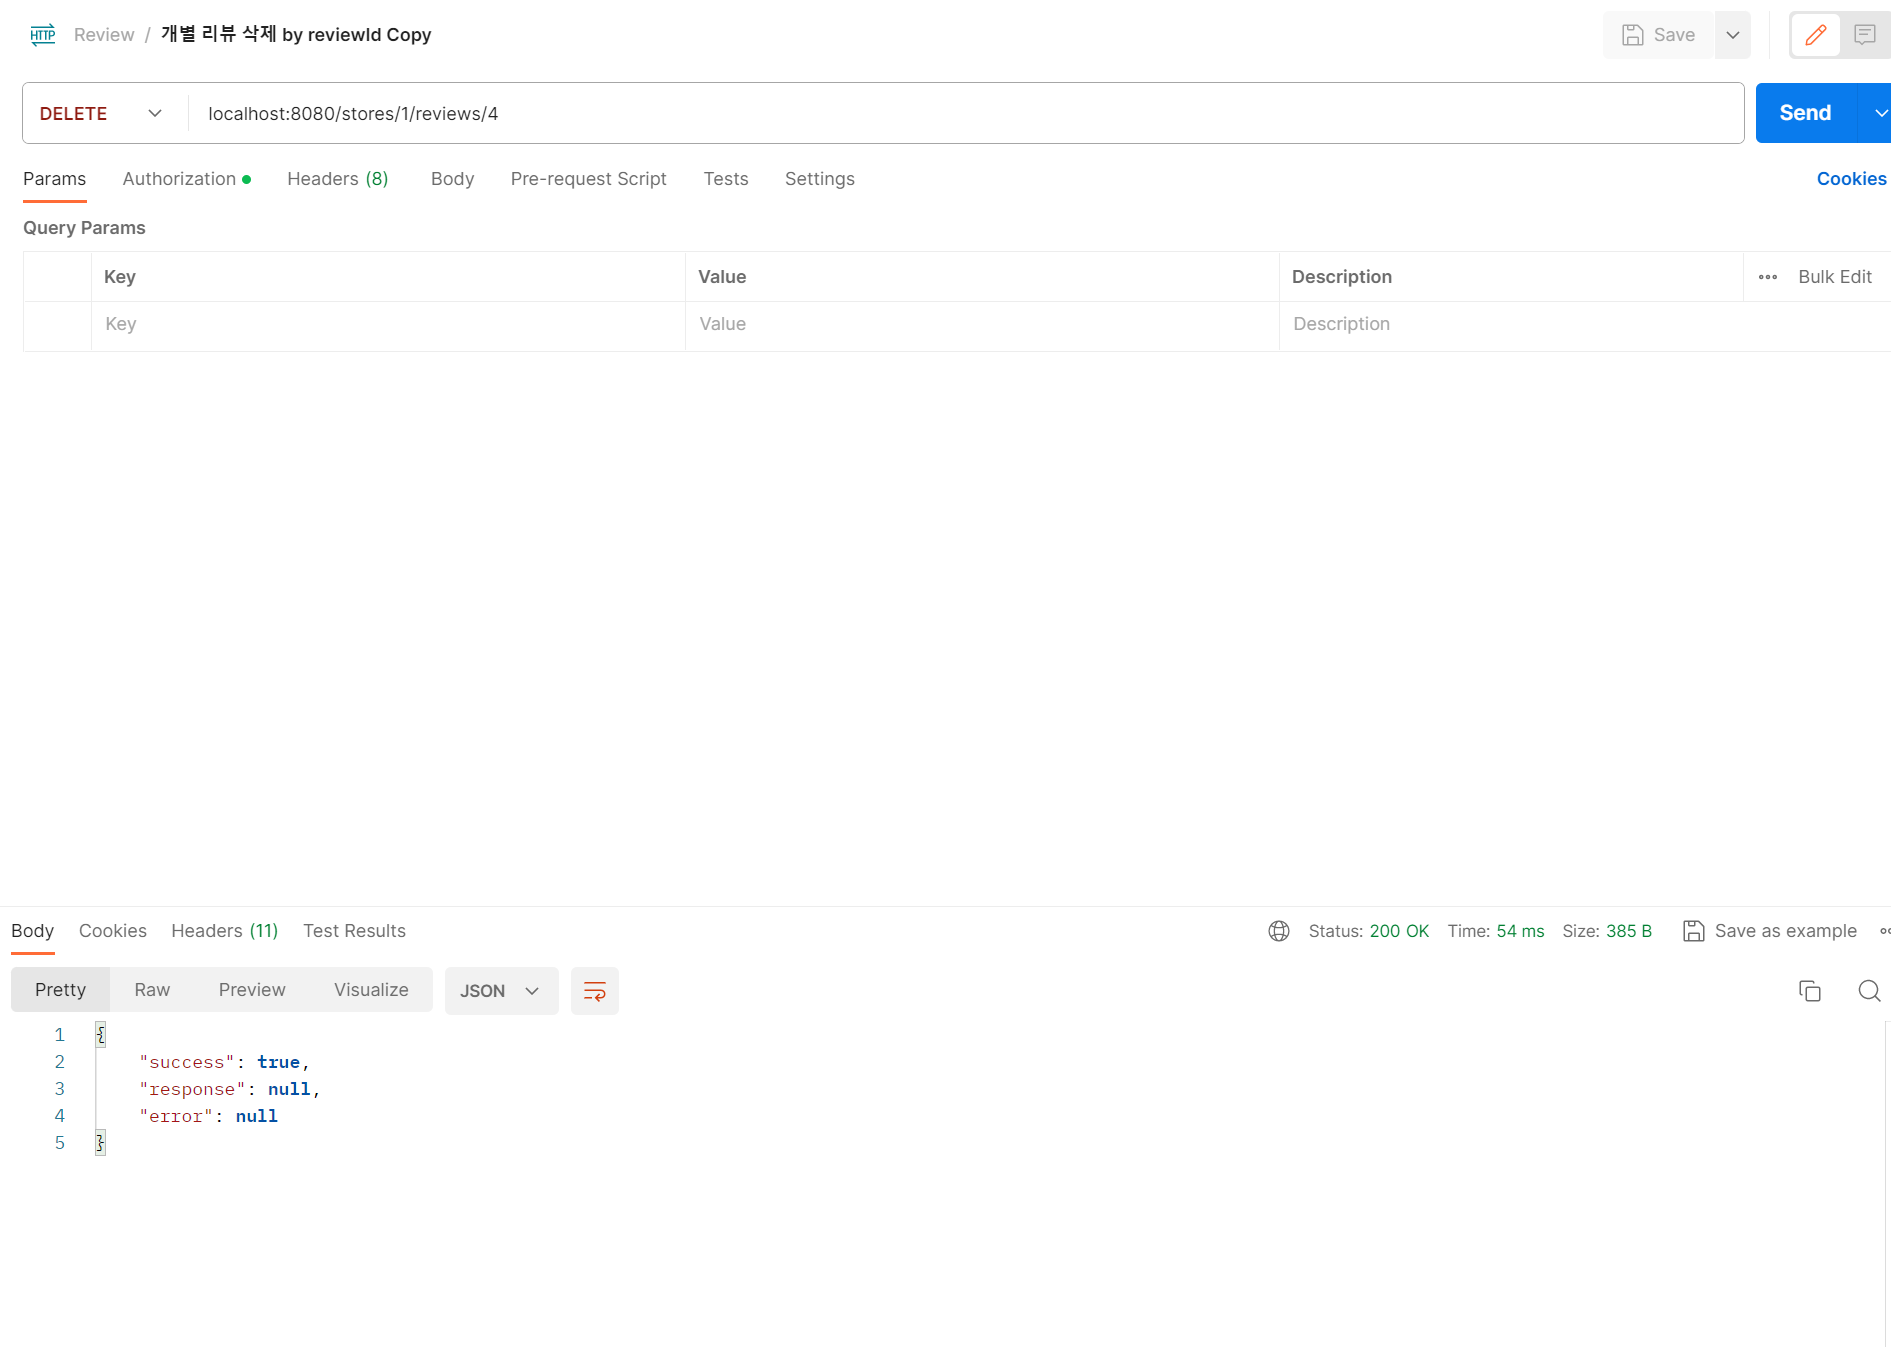 HTTP Review / 개별 리뷰 삭제 by reviewId Copy Save
DELETE localhost:8080/stores/1/reviews/4 Send
Params Authorization Headers (8) Body Pre-request Script Tests Settings Cookies
Query Params
Key Value Description Bulk Edit
Key Value Description
Body Cookies Headers (11) Test Results Status: 200 OK Time: 54 ms Size: 385 B Save as example
Pretty Raw Preview Visualize JSON
1 {
2 "success": true,
3 "response": null,
4 "error": null
5 }